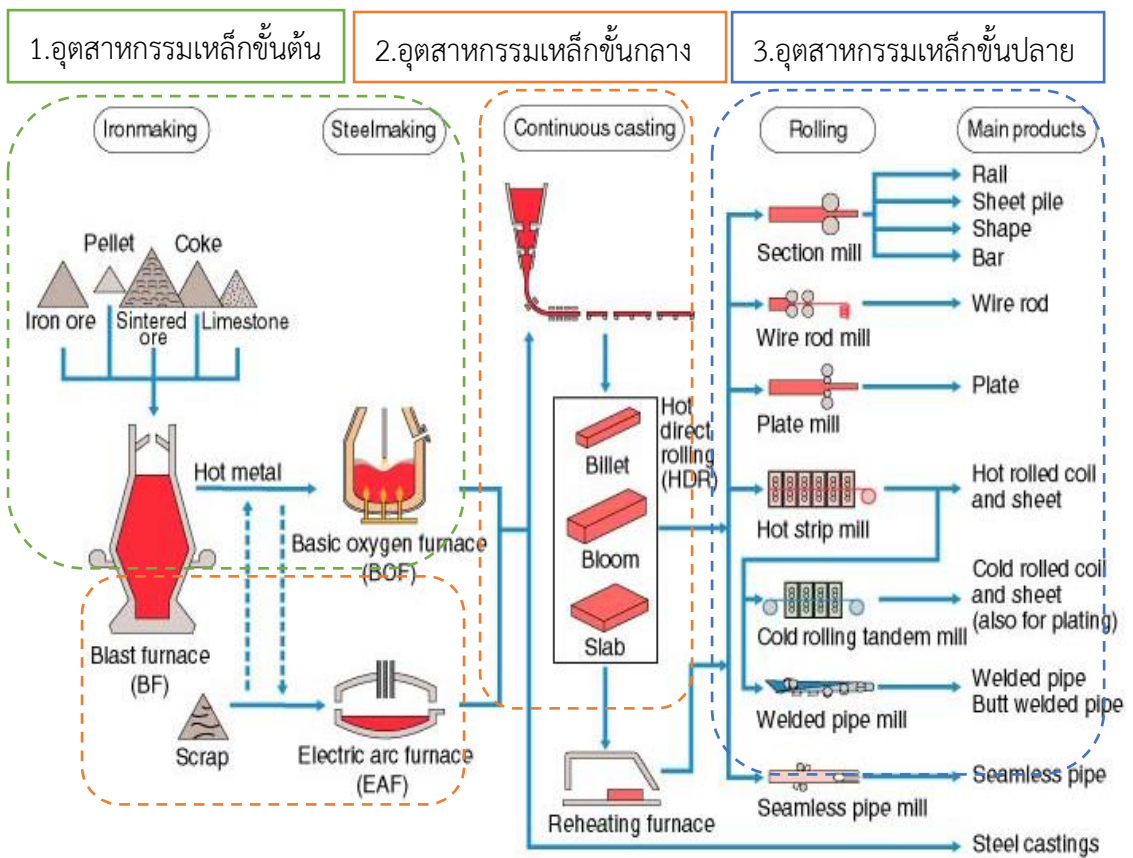 1.อุตสาหกรรมเหล็กขั้นต้น
2.อุตสาหกรรมเหล็กขั้นกลาง
3.อุตสาหกรรมเหล็กขั้นปลาย
Ironmaking
Steelmaking
Continuous casting
Rolling
Main products
Pellet
Coke
Iron ore
Sintered
ore
Limestone
Hot metal
Basic oxygen furnace
(BOF)
Blast furnace
(BF)
Scrap
Electric arc furnace
(EAF)
Hot
direct
rolling
(HDR)
Billet
Bloom
Slab
Reheating furnace
Section mill
Rail
Sheet pile
Shape
Bar
Wire rod mill
Wire rod
Plate mill
Plate
Hot strip mill
Hot rolled coil
and sheet
Cold rolling tandem mill
Cold rolled coil
and sheet
(also for plating)
Welded pipe mill
Welded pipe
Butt welded pipe
Seamless pipe mill
Seamless pipe
Steel castings